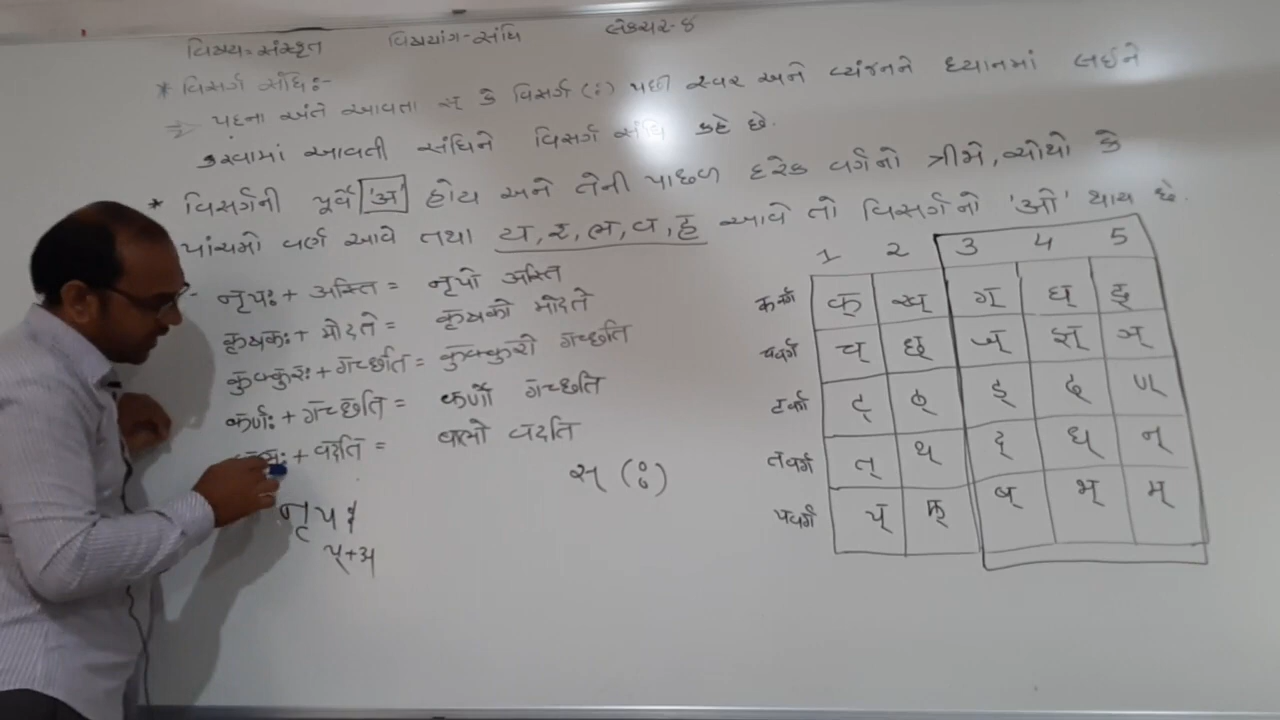 વિષય:- સંસ્કૃત વિષયાંગ-સંધિ લેક્ચર-૪
* વિસર્ગ સંધિ:-
⇒ પદના અંતે આવતા સ્ કે વિસર્ગ (ઃ) પછી સ્વર અને વ્યંજનને ધ્યાનમાં લઈને
કરવામાં આવતી સંધિને વિસર્ગ સંધિ કહે છે.
* વિસર્ગની પૂર્વે 'અ' હોય અને તેની પાછળ દરેક વર્ગનો ત્રીજો, ચોથો કે
પાંચમો વર્ણ આવે તથા ય, ર, લ, વ, હ આવે તો વિસર્ગનો 'ઓ' થાય છે.
- नृपः + अस्ति = नृपो अस्ति
कृषकः + मोदते = कृषको मोदते
कुक्कुरः + गच्छति = कुक्कुरो गच्छति
कर्णः + गच्छति = कर्णो गच्छति
+ वदति = वदति
स् (ः)
नृपः
प्+अ
1 2 3 4 5
कवर्ग क् ख् ग् घ् ङ्
चवर्ग च् छ् ज् झ् ञ्
टवर्ग ट् ठ् ड् ढ् ण्
तवर्ग त् थ् द् ध् न्
पवर्ग प् फ् ब् भ् म्